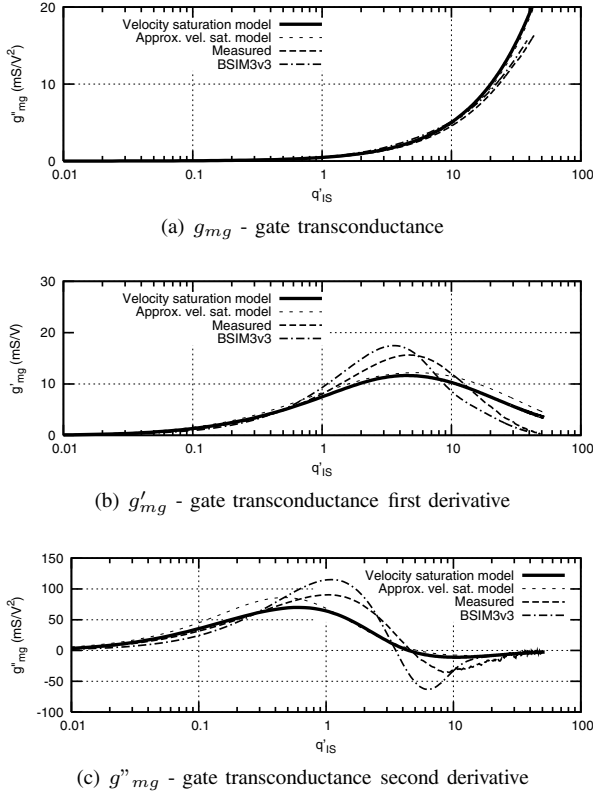 20
15
10
5
0
g"mg (mS/V2)
Velocity saturation model
Approx. vel. sat. model
Measured
BSIM3v3
0.01 0.1 1 10 100
q'IS
(a) gmg - gate transconductance
30
20
10
0
g'mg (mS/V)
Velocity saturation model
Approx. vel. sat. model
Measured
BSIM3v3
0.01 0.1 1 10 100
q'IS
(b) g′mg - gate transconductance first derivative
150
100
50
0
-50
-100
g"mg (mS/V2)
Velocity saturation model
Approx. vel. sat. model
Measured
BSIM3v3
0.01 0.1 1 10 100
q'IS
(c) g”mg - gate transconductance second derivative